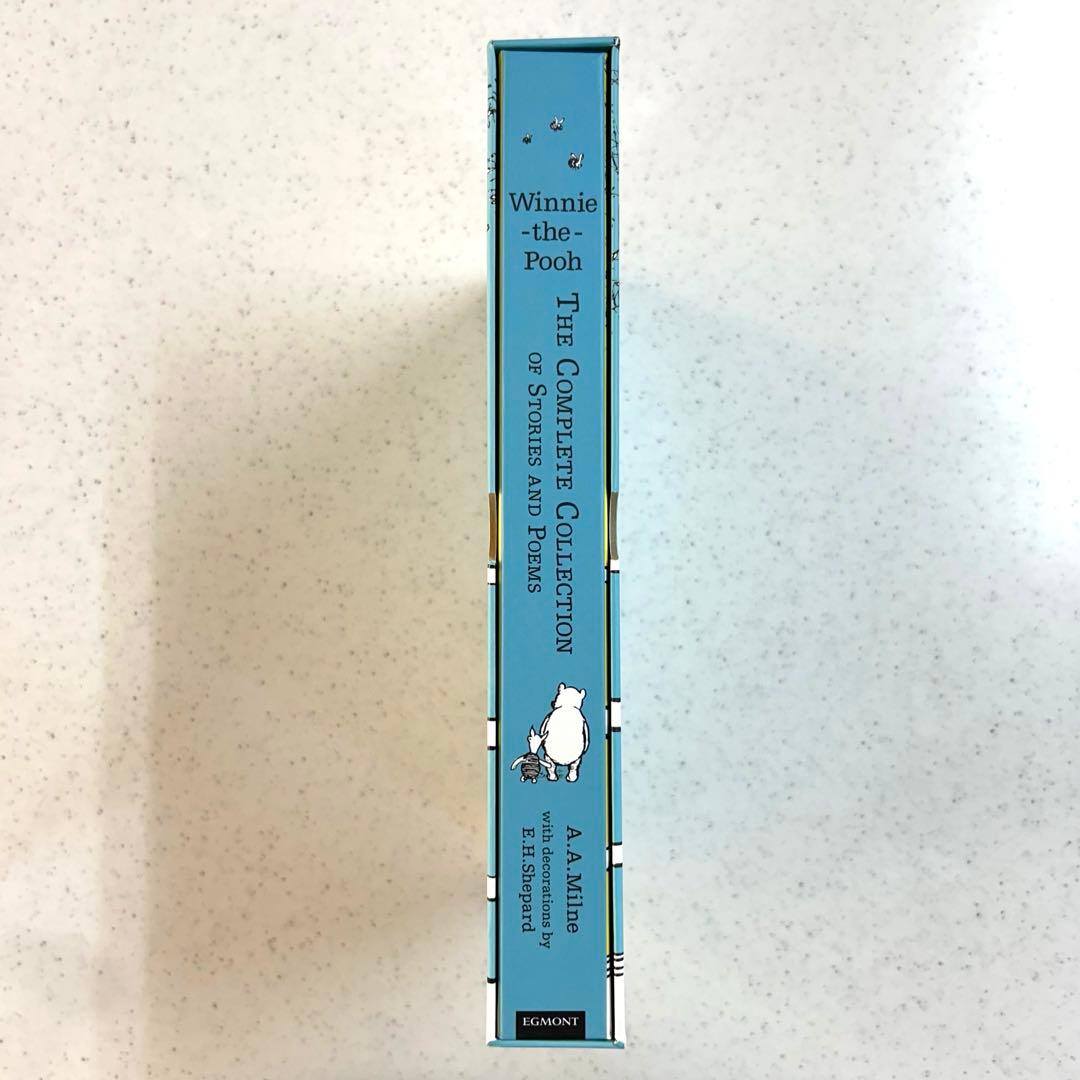 Winnie
-the-
Pooh
THE COMPLETE COLLECTION
OF STORIES AND POEMS
A.A.Milne
with decorations by
E.H.Shepard
EGMONT